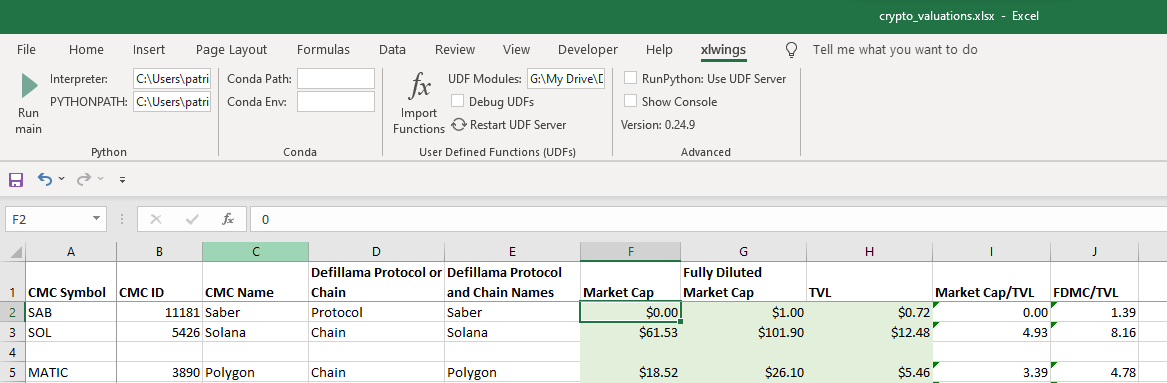 crypto_valuations.xlsx - Excel
File Home Insert Page Layout Formulas Data Review View Developer Help xlwings Tell me what you want to do
Interpreter: C:\Users\patri Conda Path: UDF Modules: G:\My Drive\D RunPython: Use UDF Server
PYTHONPATH: C:\Users\patri Conda Env: Debug UDFs Show Console
Run main
Import Functions
Restart UDF Server Version: 0.24.9
Python Conda User Defined Functions (UDFs) Advanced
F2 fx 0
A B C D E F G H I J
Defillama Protocol or Defillama Protocol Fully Diluted
1 CMC Symbol CMC ID CMC Name Chain and Chain Names Market Cap Market Cap TVL Market Cap/TVL FDMC/TVL
2 SAB 11181 Saber Protocol Saber $0.00 $1.00 $0.72 0.00 1.39
3 SOL 5426 Solana Chain Solana $61.53 $101.90 $12.48 4.93 8.16
4
5 MATIC 3890 Polygon Chain Polygon $18.52 $26.10 $5.46 3.39 4.78